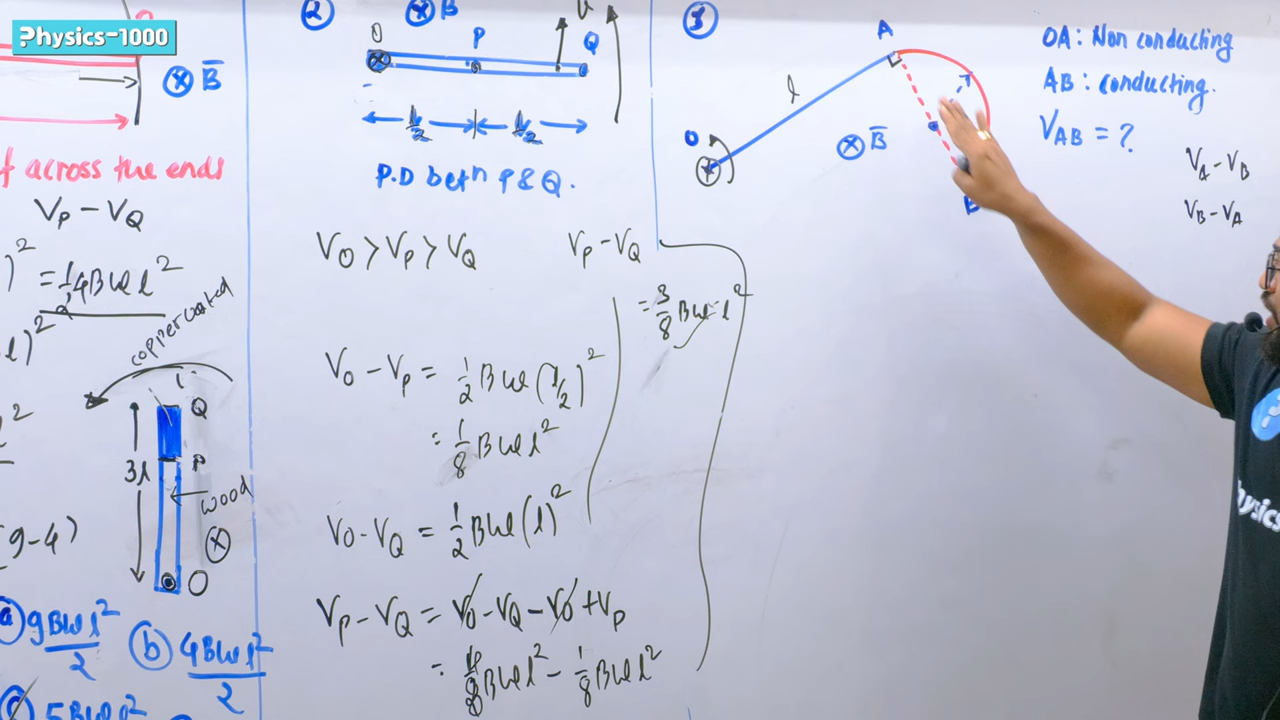 Physics-1000
⊗ B̅
f across the ends
V_P - V_Q
)² = 1/4 Bωl²
l)²
copper coated
Q
P
3l
wood
⊗
O
(9-4)
a 9Bωl²/2
b 4Bωl²/2
c 5Bωl²
2
⊗ B
O P Q
l/2 l/2
P.D betⁿ P & Q.
V_O > V_P > V_Q
V_P - V_Q
= 3/8 Bωl²
V_O - V_P = 1/2 Bω(l/2)²
= 1/8 Bωl²
V_O - V_Q = 1/2 Bω(l)²
V_P - V_Q = V_O - V_Q - V_O + V_P
= 4/8 Bωl² - 1/8 Bωl²
3
A
l
O
⊗ B̅
B
OA : Non conducting
AB : conducting.
V_AB = ?
V_A - V_B
V_B - V_A